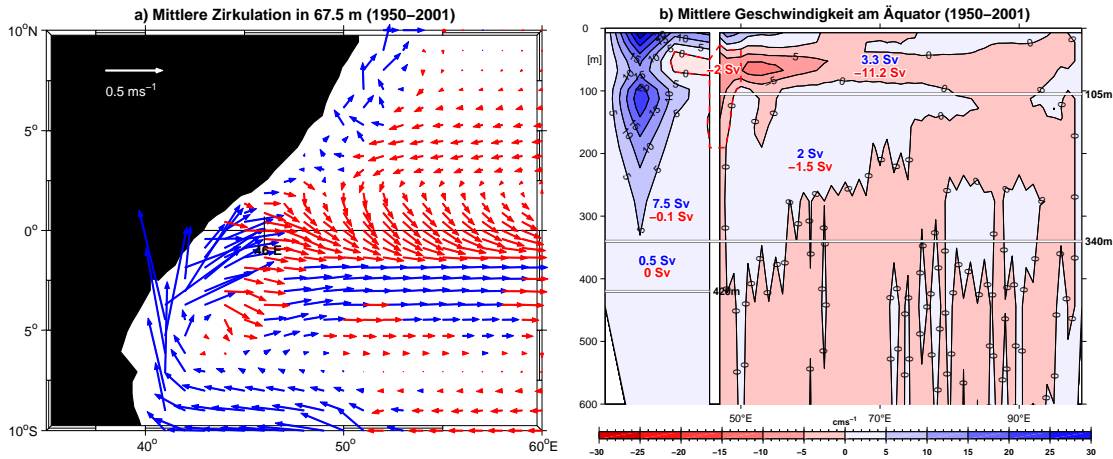 a) Mittlere Zirkulation in 67.5 m (1950–2001)
10°N
5°
0°
5°
10°S
40°
50°
60°E
0.5 ms⁻¹
46°E
b) Mittlere Geschwindigkeit am Äquator (1950–2001)
0
[m]
100
200
300
400
500
600
−2 Sv
3.3 Sv
−11.2 Sv
105m
2 Sv
−1.5 Sv
7.5 Sv
−0.1 Sv
340m
0.5 Sv
0 Sv
420m
50°E
70°E
90°E
cms⁻¹
−30 −25 −20 −15 −10 −5 0 5 10 15 20 25 30